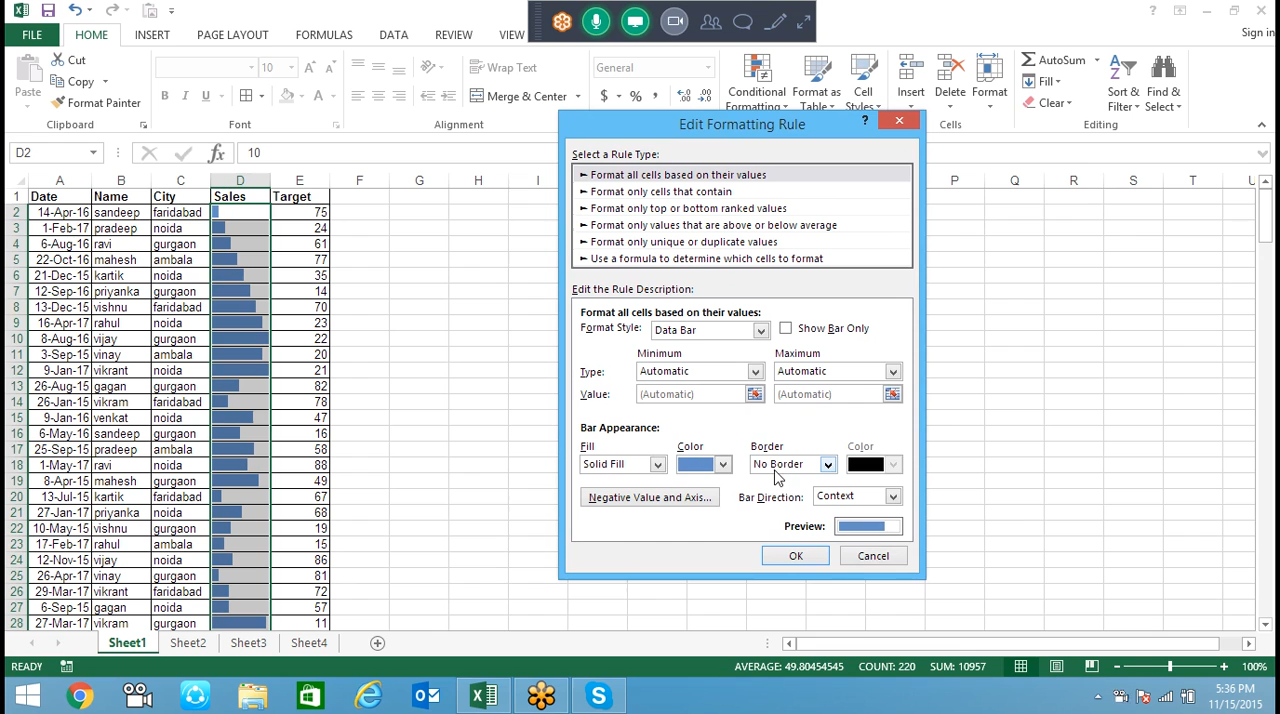 FILE HOME INSERT PAGE LAYOUT FORMULAS DATA REVIEW VIEW Sign in
Cut
Copy
Format Painter
Paste
10
Wrap Text
Merge & Center
General
Conditional Formatting
Format as Table
Cell Styles
Insert
Delete
Format
AutoSum
Fill
Clear
Sort & Filter
Find & Select
Clipboard Font Alignment Cells Editing
D2 fx 10
A B C D E F G H I P Q R S T U
1 Date Name City Sales Target
2 14-Apr-16 sandeep faridabad 75
3 1-Feb-17 pradeep noida 24
4 6-Aug-16 ravi gurgaon 61
5 22-Oct-16 mahesh ambala 77
6 21-Dec-15 kartik noida 35
7 12-Sep-16 priyanka gurgaon 14
8 13-Dec-15 vishnu faridabad 70
9 16-Apr-17 rahul noida 23
10 8-Aug-16 vijay gurgaon 22
11 3-Sep-15 vinay ambala 20
12 9-Jan-17 vikrant noida 21
13 26-Aug-15 gagan gurgaon 82
14 26-Jan-15 vikram faridabad 78
15 9-Jan-16 venkat noida 47
16 6-May-16 sandeep gurgaon 16
17 25-Sep-15 pradeep ambala 58
18 1-May-17 ravi noida 88
19 8-Apr-15 mahesh gurgaon 49
20 13-Jul-15 kartik faridabad 67
21 27-Jan-17 priyanka noida 68
22 10-May-15 vishnu gurgaon 19
23 17-Feb-17 rahul ambala 15
24 12-Nov-15 vijay noida 86
25 26-Apr-17 vinay gurgaon 81
26 29-Mar-17 vikrant faridabad 72
27 6-Sep-15 gagan noida 57
28 27-Mar-17 vikram gurgaon 11
Edit Formatting Rule
Select a Rule Type:
► Format all cells based on their values
► Format only cells that contain
► Format only top or bottom ranked values
► Format only values that are above or below average
► Format only unique or duplicate values
► Use a formula to determine which cells to format
Edit the Rule Description:
Format all cells based on their values:
Format Style: Data Bar Show Bar Only
Minimum Maximum
Type: Automatic Automatic
Value: (Automatic) (Automatic)
Bar Appearance:
Fill Color Border Color
Solid Fill No Border
Negative Value and Axis... Bar Direction: Context
Preview:
OK Cancel
Sheet1 Sheet2 Sheet3 Sheet4
READY AVERAGE: 49.80454545 COUNT: 220 SUM: 10957 100%
5:36 PM
11/15/2015